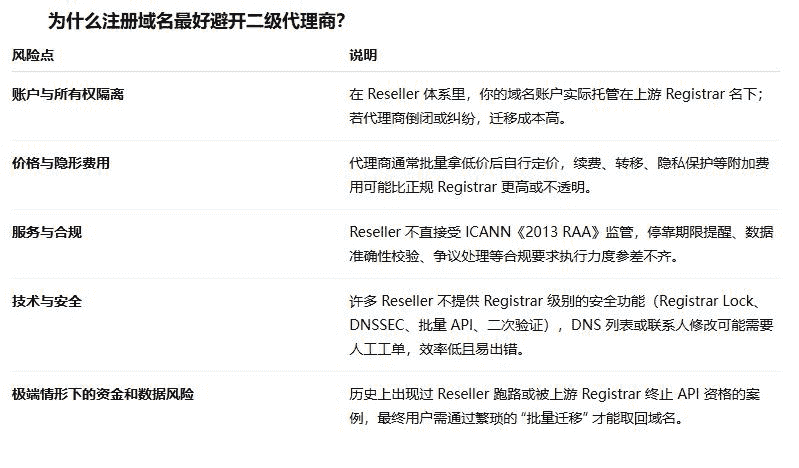 为什么注册域名最好避开二级代理商？
风险点 说明
账户与所有权隔离 在 Reseller 体系里，你的域名账户实际托管在上游 Registrar 名下；
若代理商倒闭或纠纷，迁移成本高。
价格与隐形费用 代理商通常批量拿低价后自行定价，续费、转移、隐私保护等附加费
用可能比正规 Registrar 更高或不透明。
服务与合规 Reseller 不直接受 ICANN《2013 RAA》监管，停靠期限提醒、数据
准确性校验、争议处理等合规要求执行力度参差不齐。
技术与安全 许多 Reseller 不提供 Registrar 级别的安全功能（Registrar Lock、
DNSSEC、批量 API、二次验证），DNS 列表或联系人修改可能需要
人工工单，效率低且易出错。
极端情形下的资金和数据风险 历史上出现过 Reseller 跑路或被上游 Registrar 终止 API 资格的案
例，最终用户需通过繁琐的“批量迁移”才能取回域名。